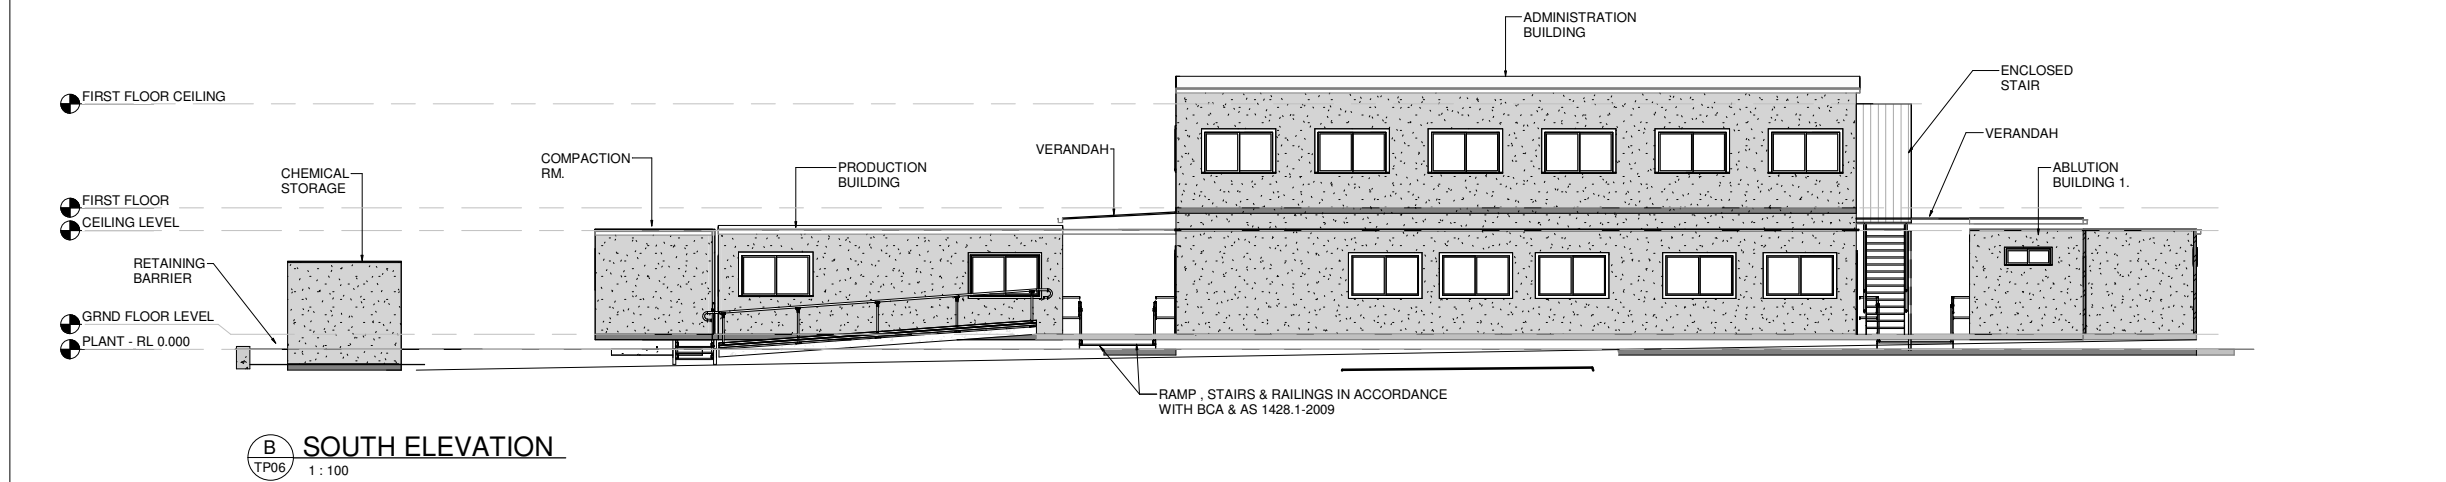 ADMINISTRATION
BUILDING
ENCLOSED
STAIR
FIRST FLOOR CEILING
VERANDAH
VERANDAH
COMPACTION
RM.
PRODUCTION
BUILDING
ABLUTION
BUILDING 1.
CHEMICAL
STORAGE
FIRST FLOOR
CEILING LEVEL
RETAINING
BARRIER
GRND FLOOR LEVEL
PLANT - RL 0.000
RAMP , STAIRS & RAILINGS IN ACCORDANCE
WITH BCA & AS 1428.1-2009
B
TP06
SOUTH ELEVATION
1 : 100